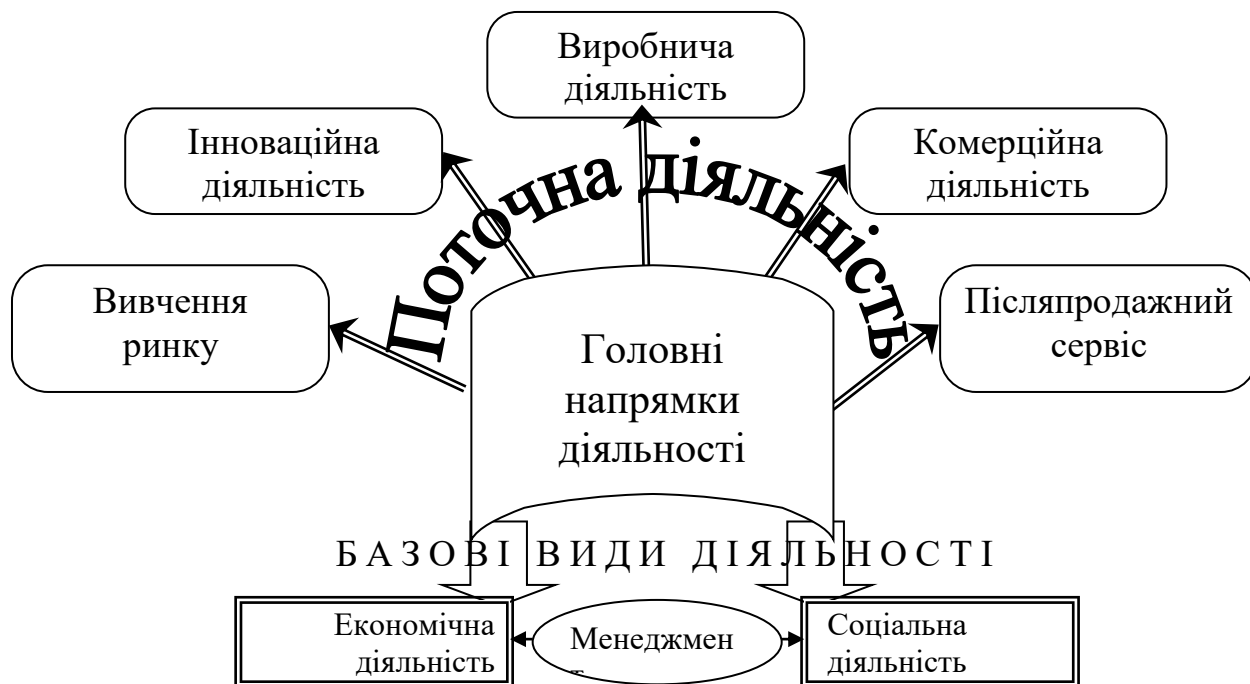 Виробнича
діяльність
Інноваційна
діяльність
Комерційна
діяльність
Поточна діяльність
Вивчення
ринку
Післяпродажний
сервіс
Головні
напрямки
діяльності
БАЗОВІ ВИДИ ДІЯЛЬНОСТІ
Економічна
діяльність
Менеджмен
т
Соціальна
діяльність